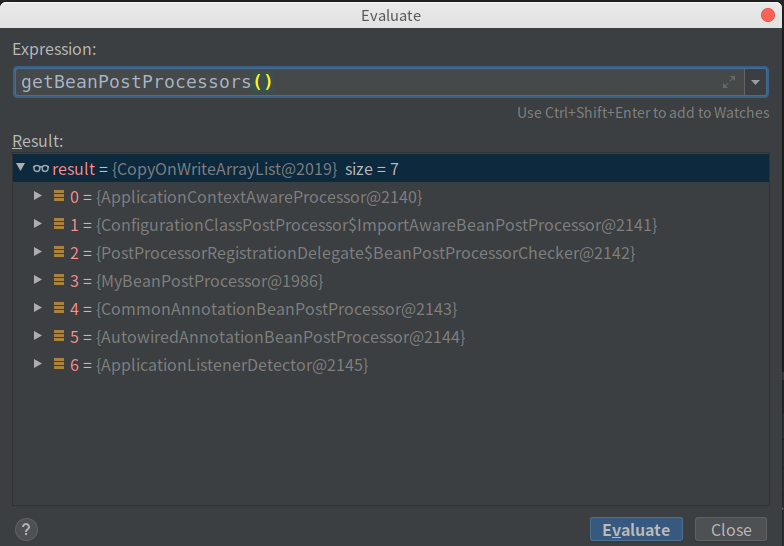 Evaluate
Expression:
getBeanPostProcessors()
Use Ctrl+Shift+Enter to add to Watches
Result:
result = {CopyOnWriteArrayList@2019} size = 7
0 = {ApplicationContextAwareProcessor@2140}
1 = {ConfigurationClassPostProcessor$ImportAwareBeanPostProcessor@2141}
2 = {PostProcessorRegistrationDelegate$BeanPostProcessorChecker@2142}
3 = {MyBeanPostProcessor@1986}
4 = {CommonAnnotationBeanPostProcessor@2143}
5 = {AutowiredAnnotationBeanPostProcessor@2144}
6 = {ApplicationListenerDetector@2145}
? Evaluate Close